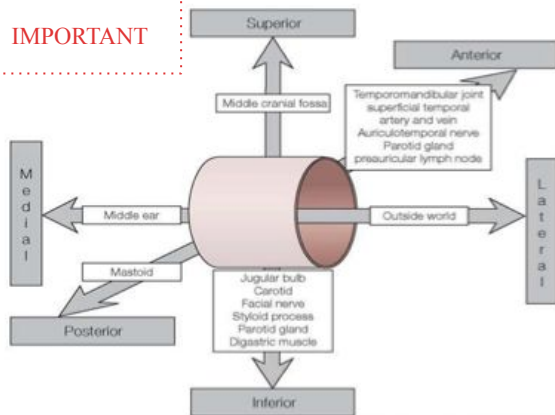 IMPORTANT
Superior
Anterior
Middle cranial fossa
Temporomandibular joint
superficial temporal
artery and vein
Auriculotemporal nerve
Parotid gland
preauricular lymph node
Medial
Middle ear
Outside world
Lateral
Mastoid
Posterior
Jugular bulb
Carotid
Facial nerve
Styloid process
Parotid gland
Digastric muscle
Inferior